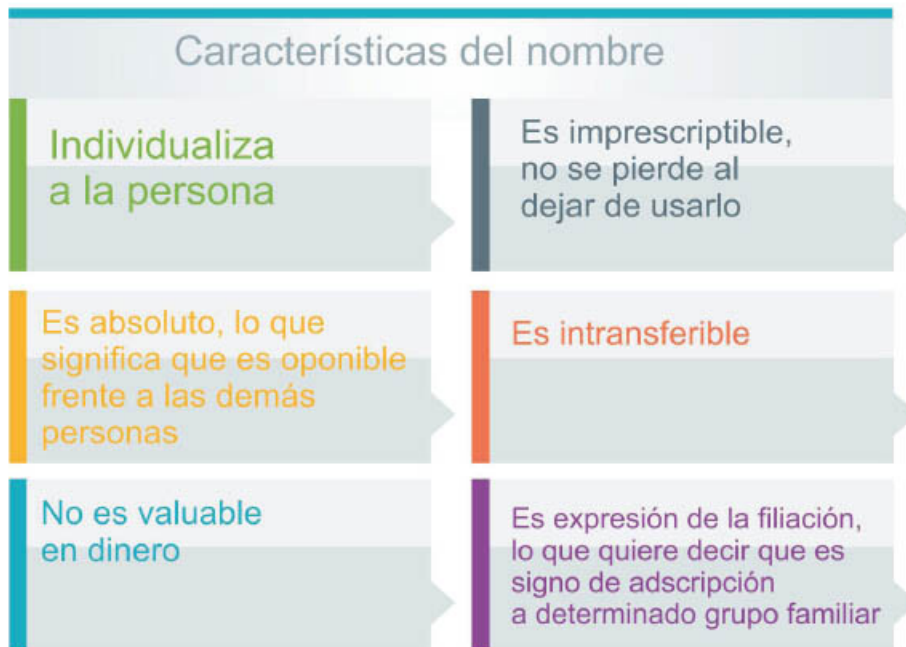 Características del nombre
Individualiza
a la persona
Es imprescriptible,
no se pierde al
dejar de usarlo
Es absoluto, lo que
significa que es oponible
frente a las demás
personas
Es intransferible
No es valuable
en dinero
Es expresión de la filiación,
lo que quiere decir que es
signo de adscripción
a determinado grupo familiar